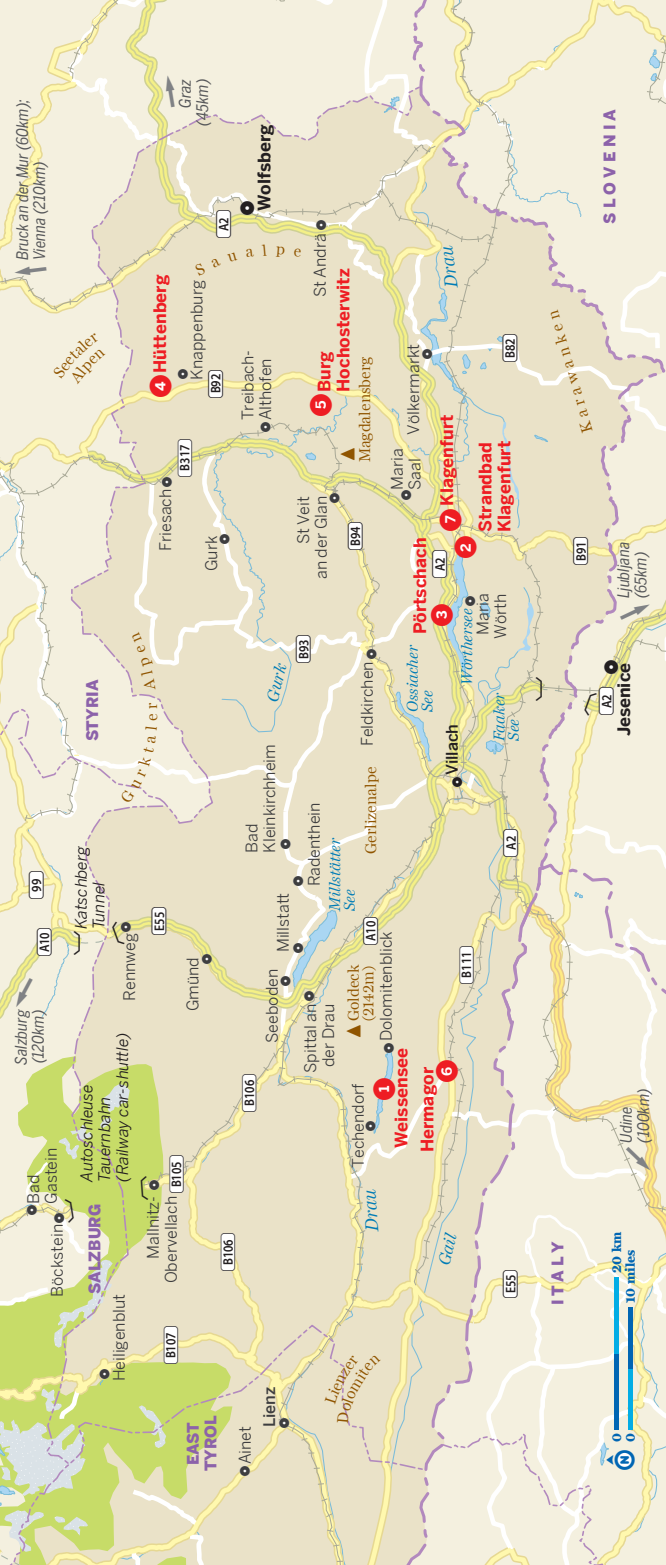 Bruck an der Mur (60km);
Vienna (210km)
Graz
(45km)
Salzburg
(120km)
99
A10
Katschberg
Tunnel
STYRIA
Seetaler
Alpen
Bad
Gastein
Böckstein
SALZBURG
Autoschleuse
Tauernbahn
(Railway car-shuttle)
Rennweg
E55
Gurktaler Alpen
Friesach
B317
4 Hüttenberg
Knappenburg
B92
Saualpe
A2
Wolfsberg
Heiligenblut
B107
Mallnitz-
Obervellach
B105
Gmünd
Gurk
Treibach-
Althofen
5 Burg
Hochosterwitz
St Andrä
EAST
TYROL
Ainet
Lienz
B106
B106
Seeboden
Millstatt
Bad
Kleinkirchheim
Radenthein
Gurk
B93
St Veit
an der Glan
Magdalensberg
Spittal an
der Drau
Millstätter
See
B94
Lienzer
Dolomiten
Drau
Techendorf
Goldeck
(2142m)
Dolomitenblick
1
Weissensee
A10
Gerlizenalpe
Feldkirchen
Ossiacher
See
Maria
Saal
Völkermarkt
Drau
Hermagor
6
Gail
B111
Villach
Pörtschach
3
A2
Wörthersee
Maria
Wörth
7 Klagenfurt
2
Strandbad
Klagenfurt
B82
Karawanken
Faaker
See
A2
E55
B91
ITALY
Udine
(100km)
A2
Jesenice
Ljubljana
(65km)
SLOVENIA
N
0
20 km
0
10 miles